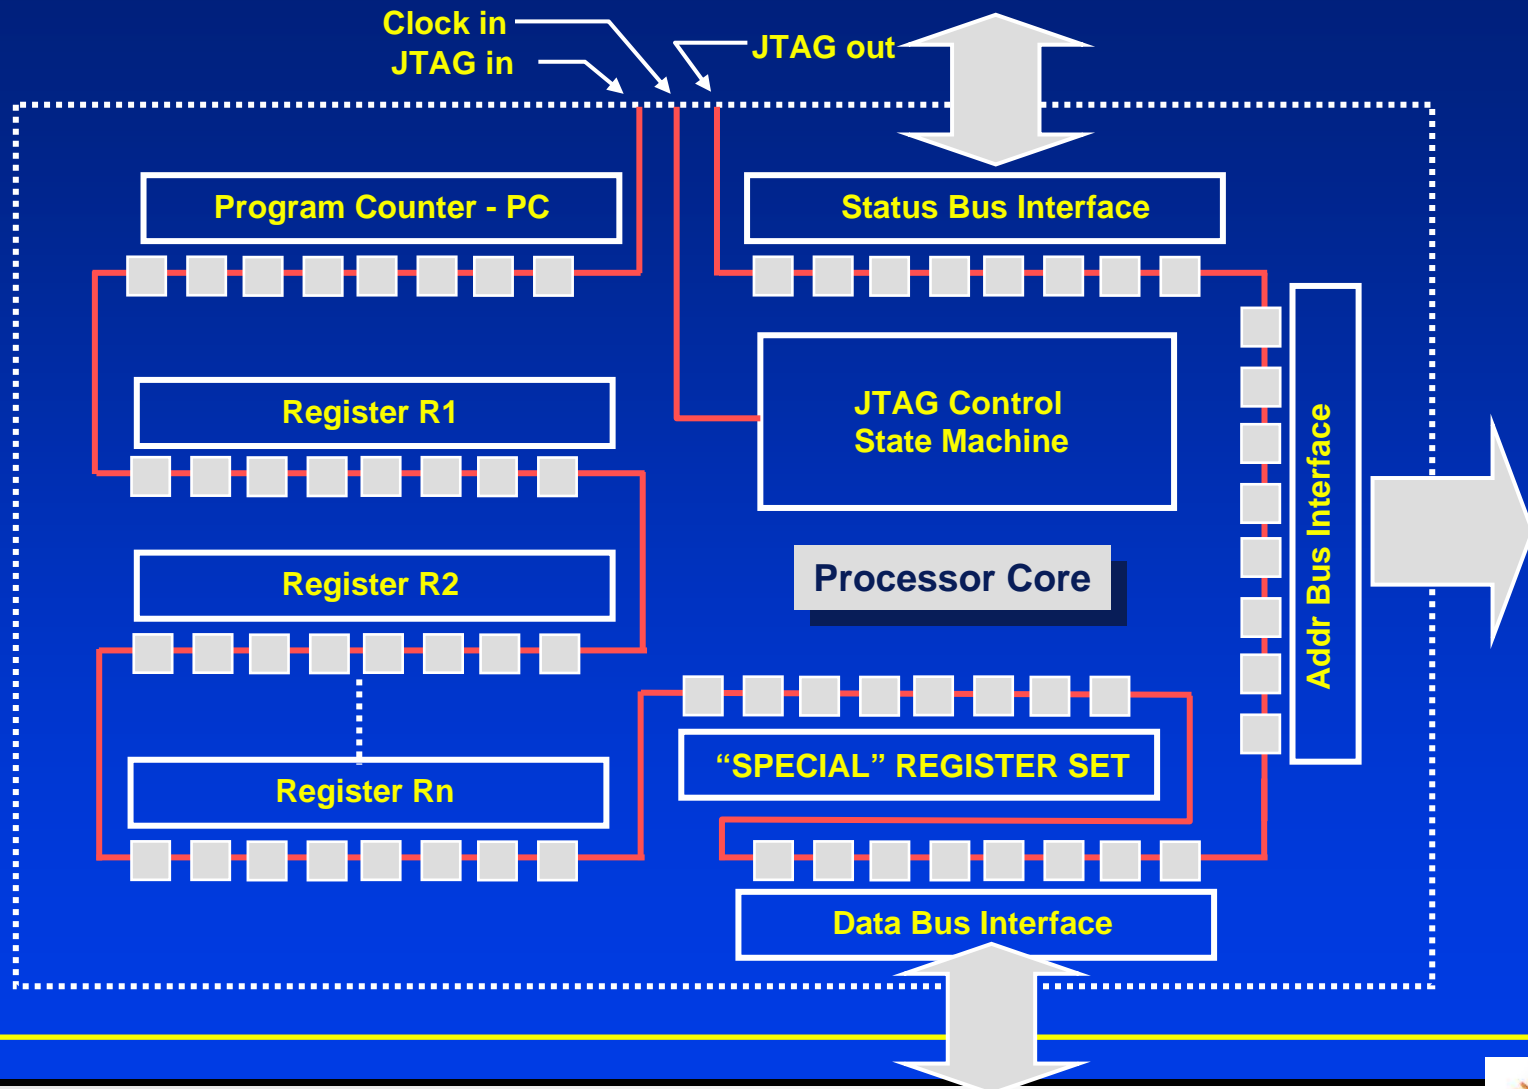 Clock in
JTAG in
JTAG out
Program Counter - PC
Status Bus Interface
Register R1
JTAG Control
State Machine
Addr Bus Interface
Register R2
Processor Core
Register Rn
“SPECIAL” REGISTER SET
Data Bus Interface